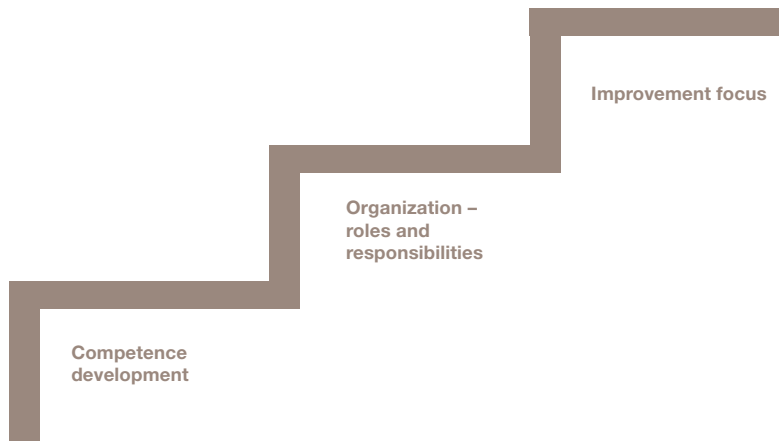 Improvement focus
Organization –
roles and
responsibilities
Competence
development